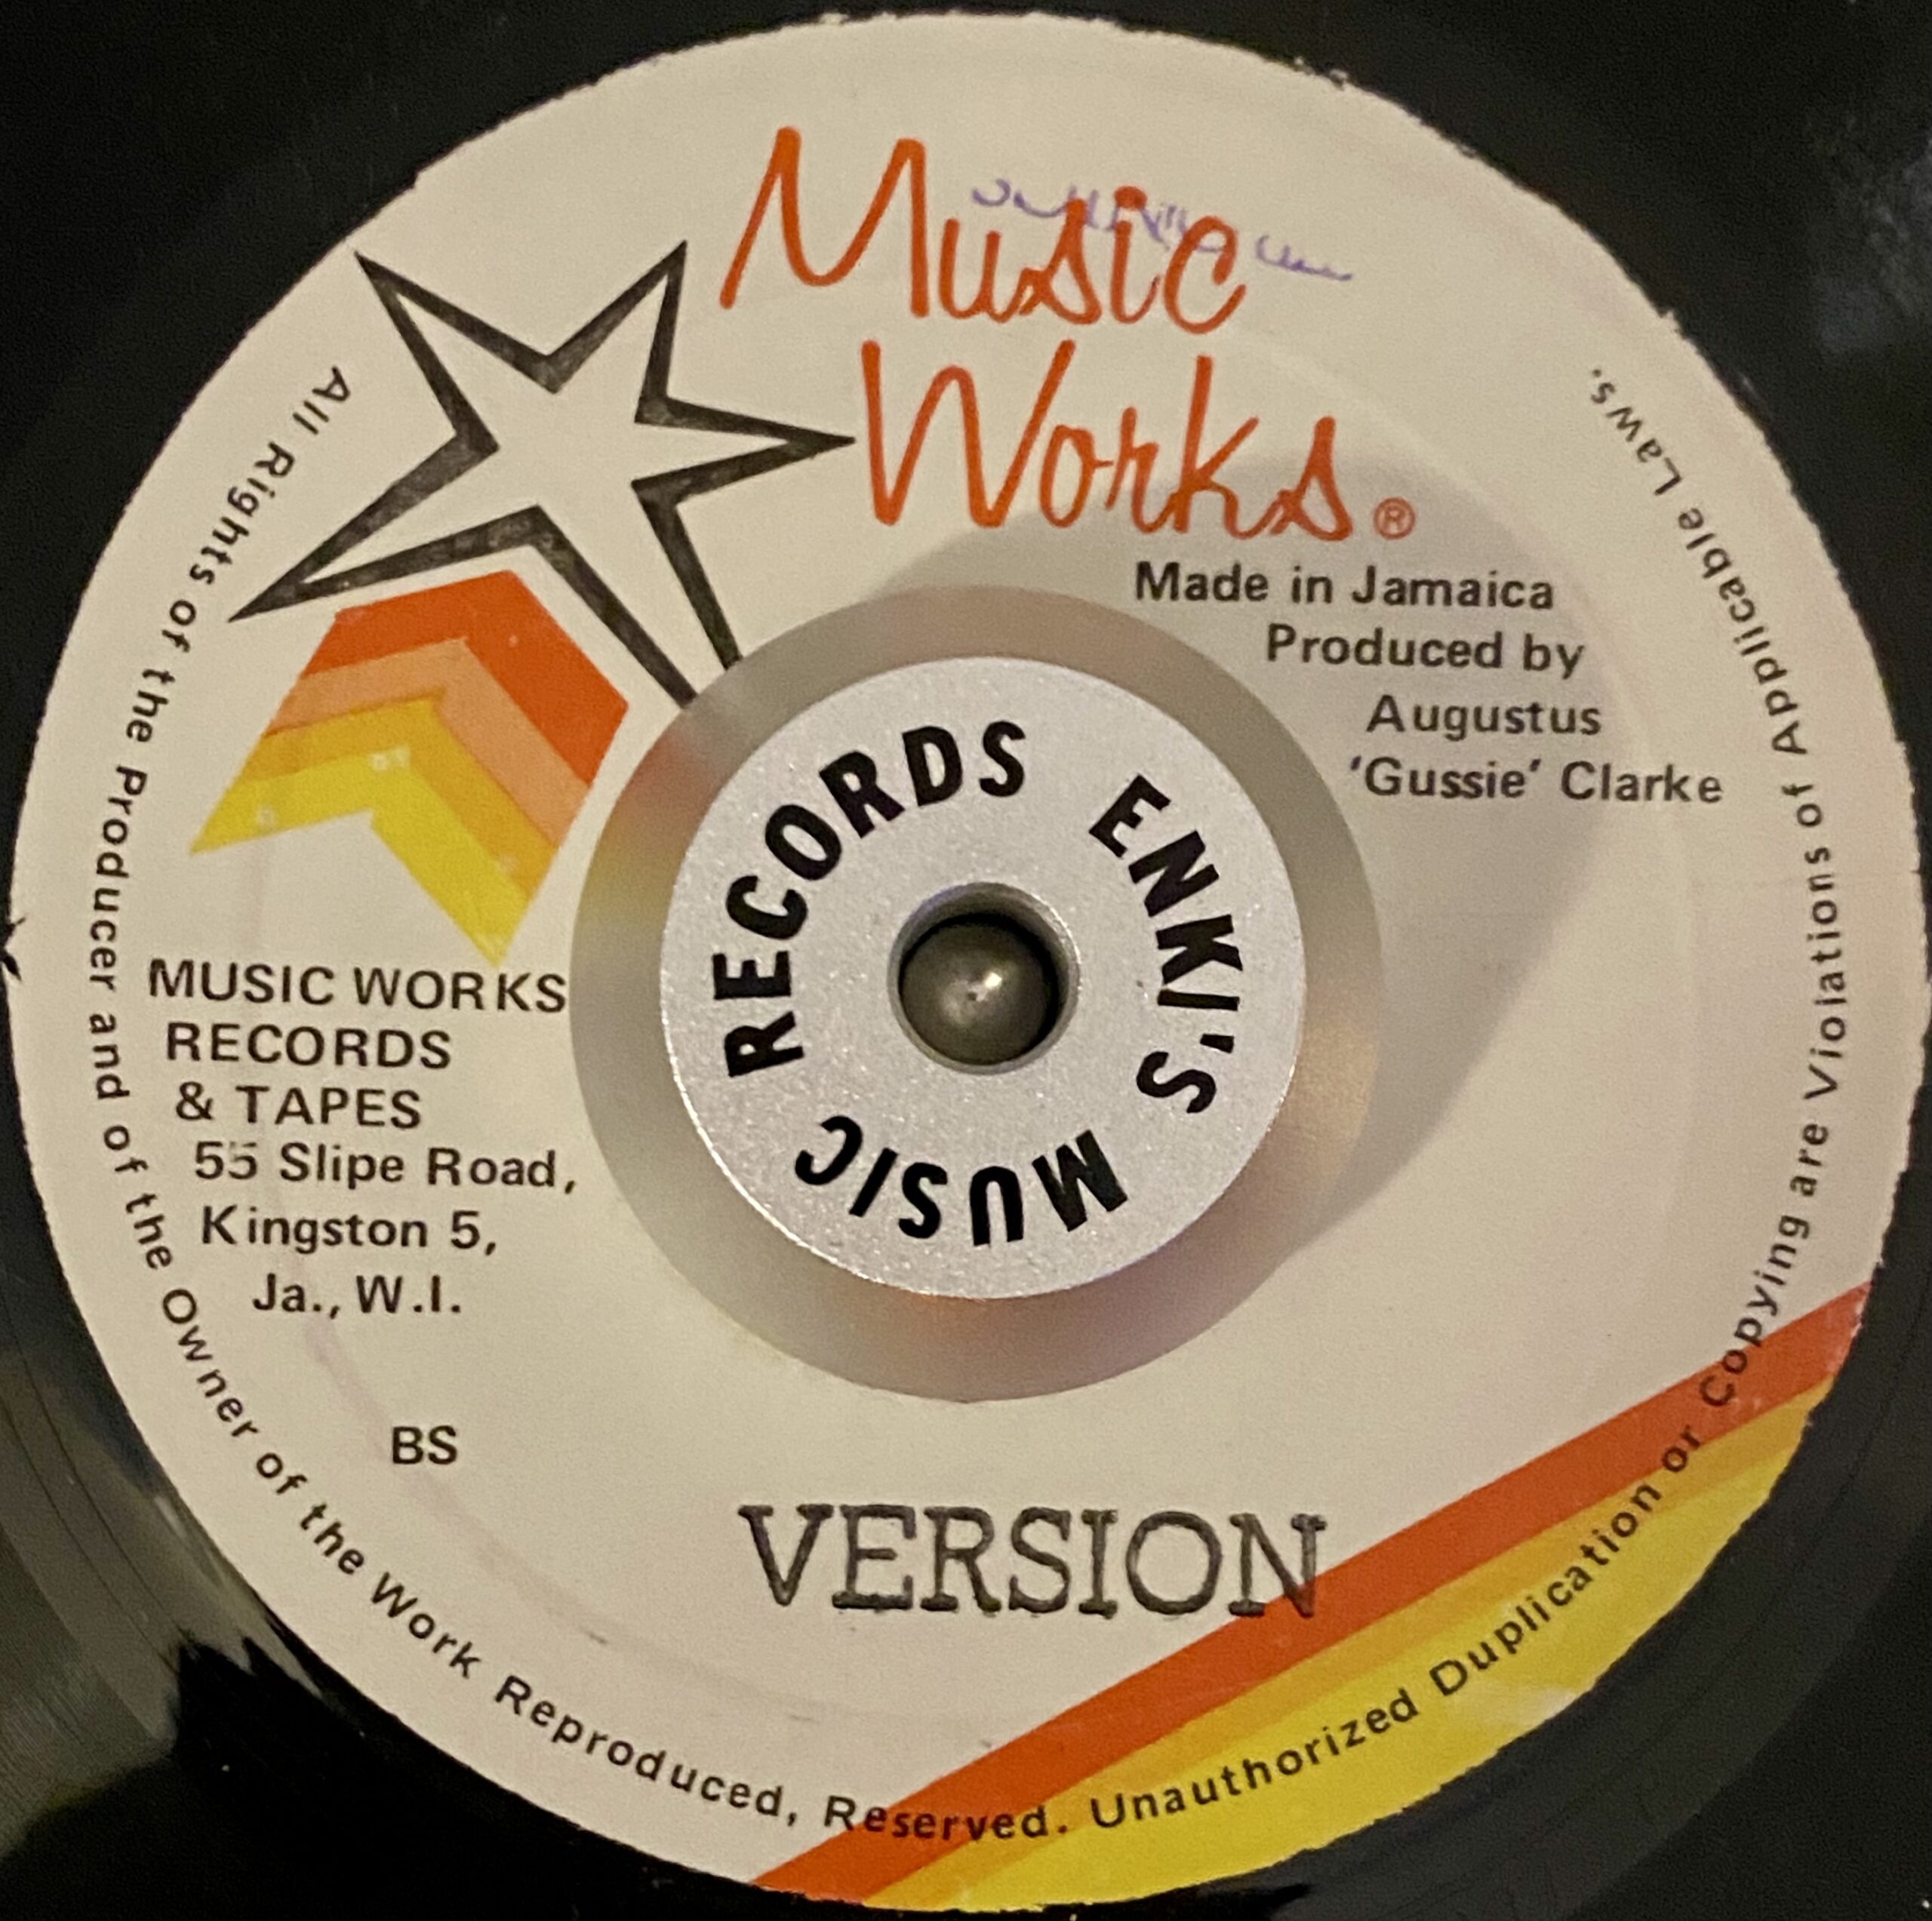 Music
Works®
Made in Jamaica
Produced by
Augustus
‘Gussie’ Clarke
RECORDS ENKI'S MUSIC
MUSIC WORKS
RECORDS
& TAPES
55 Slipe Road,
Kingston 5,
Ja., W.I.
BS
VERSION
All Rights of the Producer and of the Owner of the Work Reproduced, Reserved. Unauthorized Duplication or Copying are Violations of Applicable Laws.